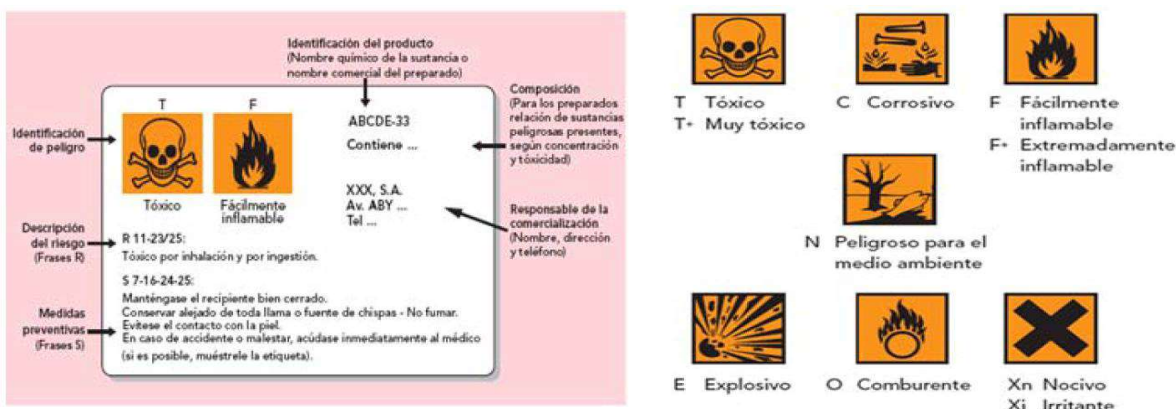 Identificación del producto
(Nombre químico de la sustancia o
nombre comercial del preparado)
Composición
(Para los preparados
relación de sustancias
peligrosas presentes,
según concentración
y tóxicidad)
Identificación
de peligro
T
F
ABCDE-33
Contiene ...
Tóxico
Fácilmente
inflamable
XXX, S.A.
Av. ABY ...
Tel ...
Responsable de la
comercialización
(Nombre, dirección
y teléfono)
Descripción
del riesgo
(Frases R)
R 11-23/25:
Tóxico por inhalación y por ingestión.
S 7-16-24-25:
Manténgase el recipiente bien cerrado.
Conservar alejado de toda llama o fuente de chispas - No fumar.
Evítese el contacto con la piel.
En caso de accidente o malestar, acúdase inmediatamente al médico
(si es posible, muéstrele la etiqueta).
Medidas
preventivas
(Frases S)
T Tóxico
T+ Muy tóxico
C Corrosivo
F Fácilmente
inflamable
F+ Extremadamente
inflamable
N Peligroso para el
medio ambiente
E Explosivo
O Comburente
Xn Nocivo
Xi Irritante